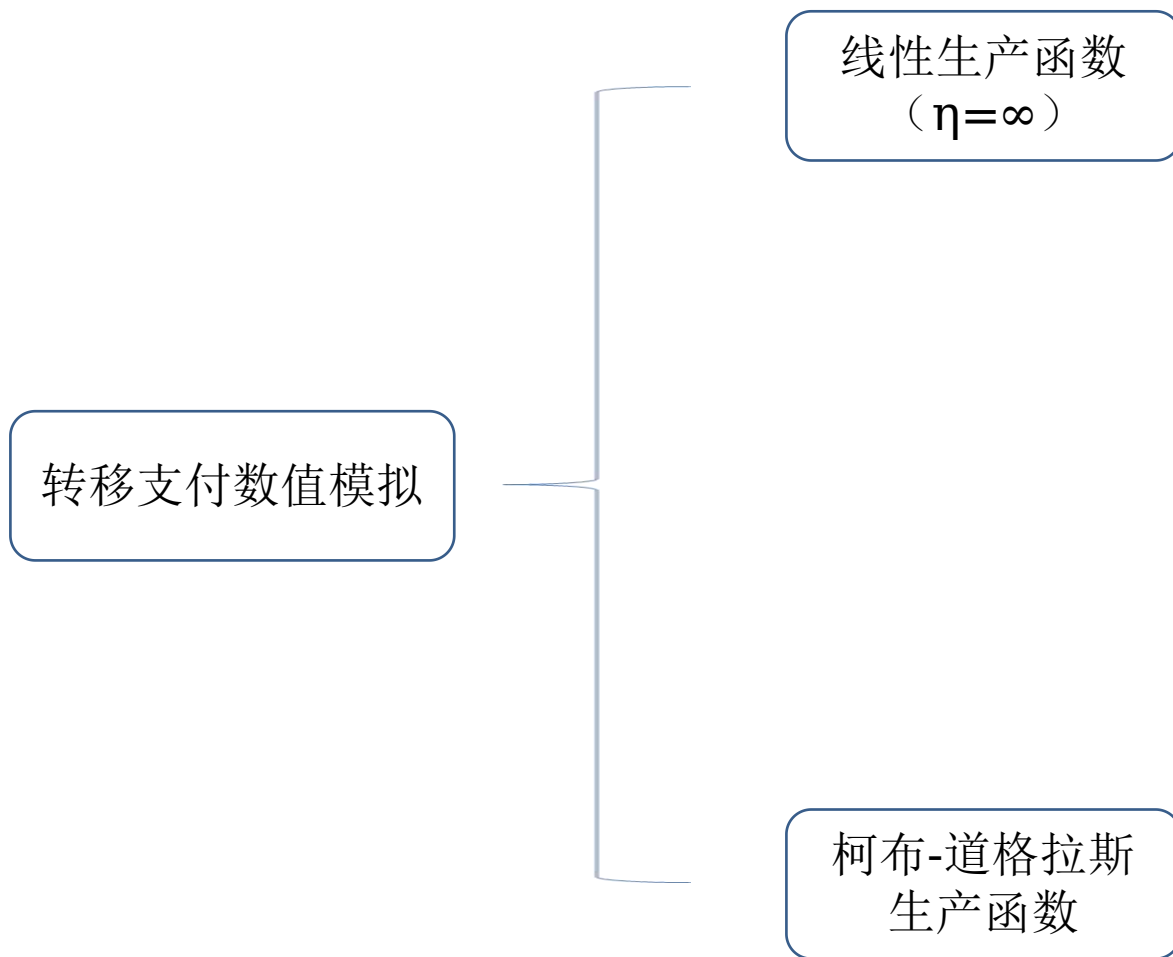 线性生产函数
（η=∞）
转移支付数值模拟
柯布-道格拉斯
生产函数